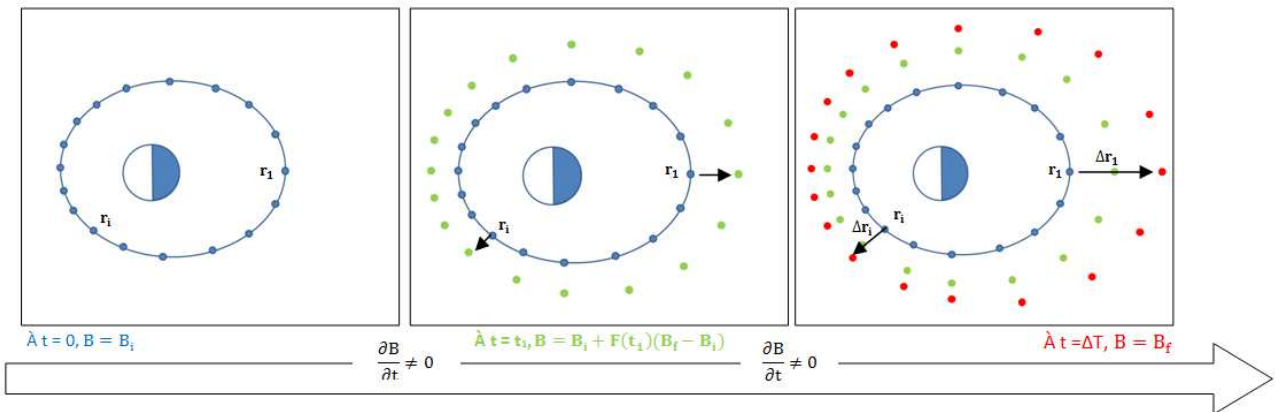 r₁
rᵢ
r₁
rᵢ
r₁
Δr₁
rᵢ
Δrᵢ
À t = 0, B = Bᵢ
À t = t₁, B = Bᵢ + F(t₁)(B_f − Bᵢ)
À t =ΔT, B = B_f
∂B/∂t ≠ 0
∂B/∂t ≠ 0